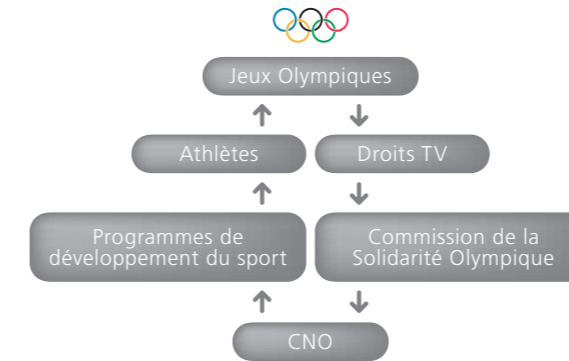 Jeux Olympiques
Athlètes
Droits TV
Programmes de
développement du sport
Commission de la
Solidarité Olympique
CNO